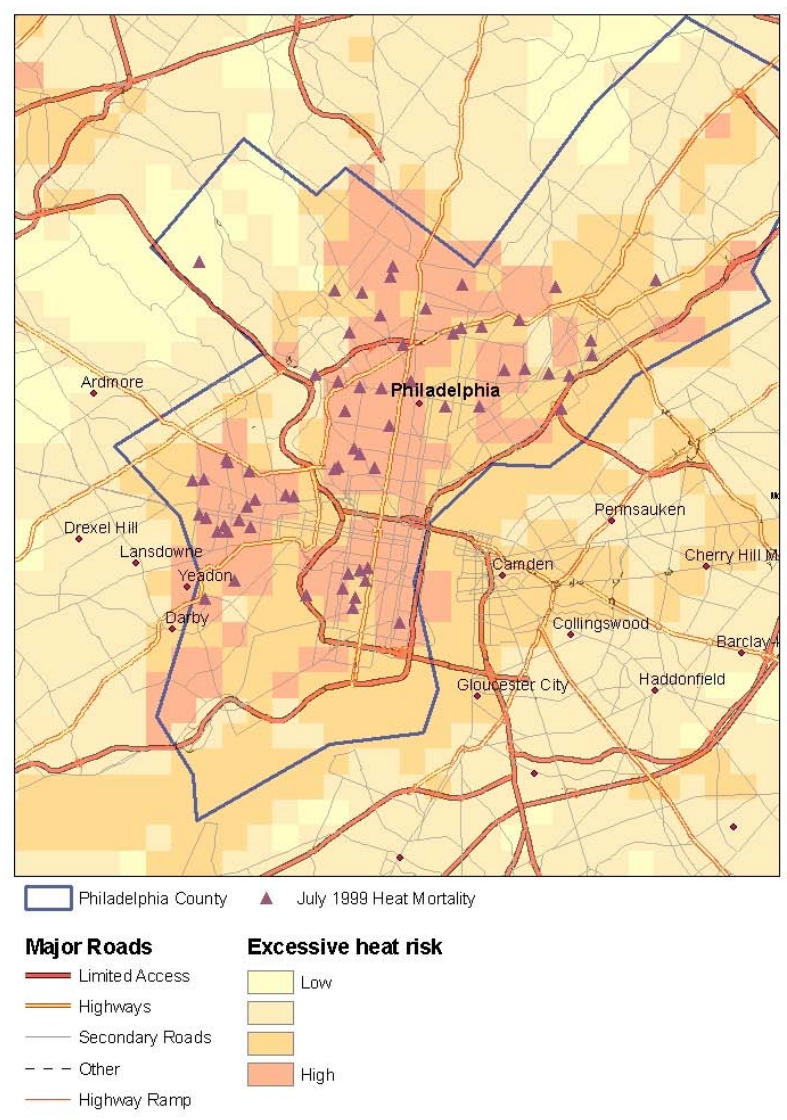 Ardmore
Philadelphia
Drexel Hill
Lansdowne
Yeadon
Darby
Pennsauken
Camden
Cherry Hill M
Collingswood
Barclay-
Haddonfield
Gloucester City
Philadelphia County
July 1999 Heat Mortality
Major Roads
Limited Access
Highways
Secondary Roads
Other
Highway Ramp
Excessive heat risk
Low
High